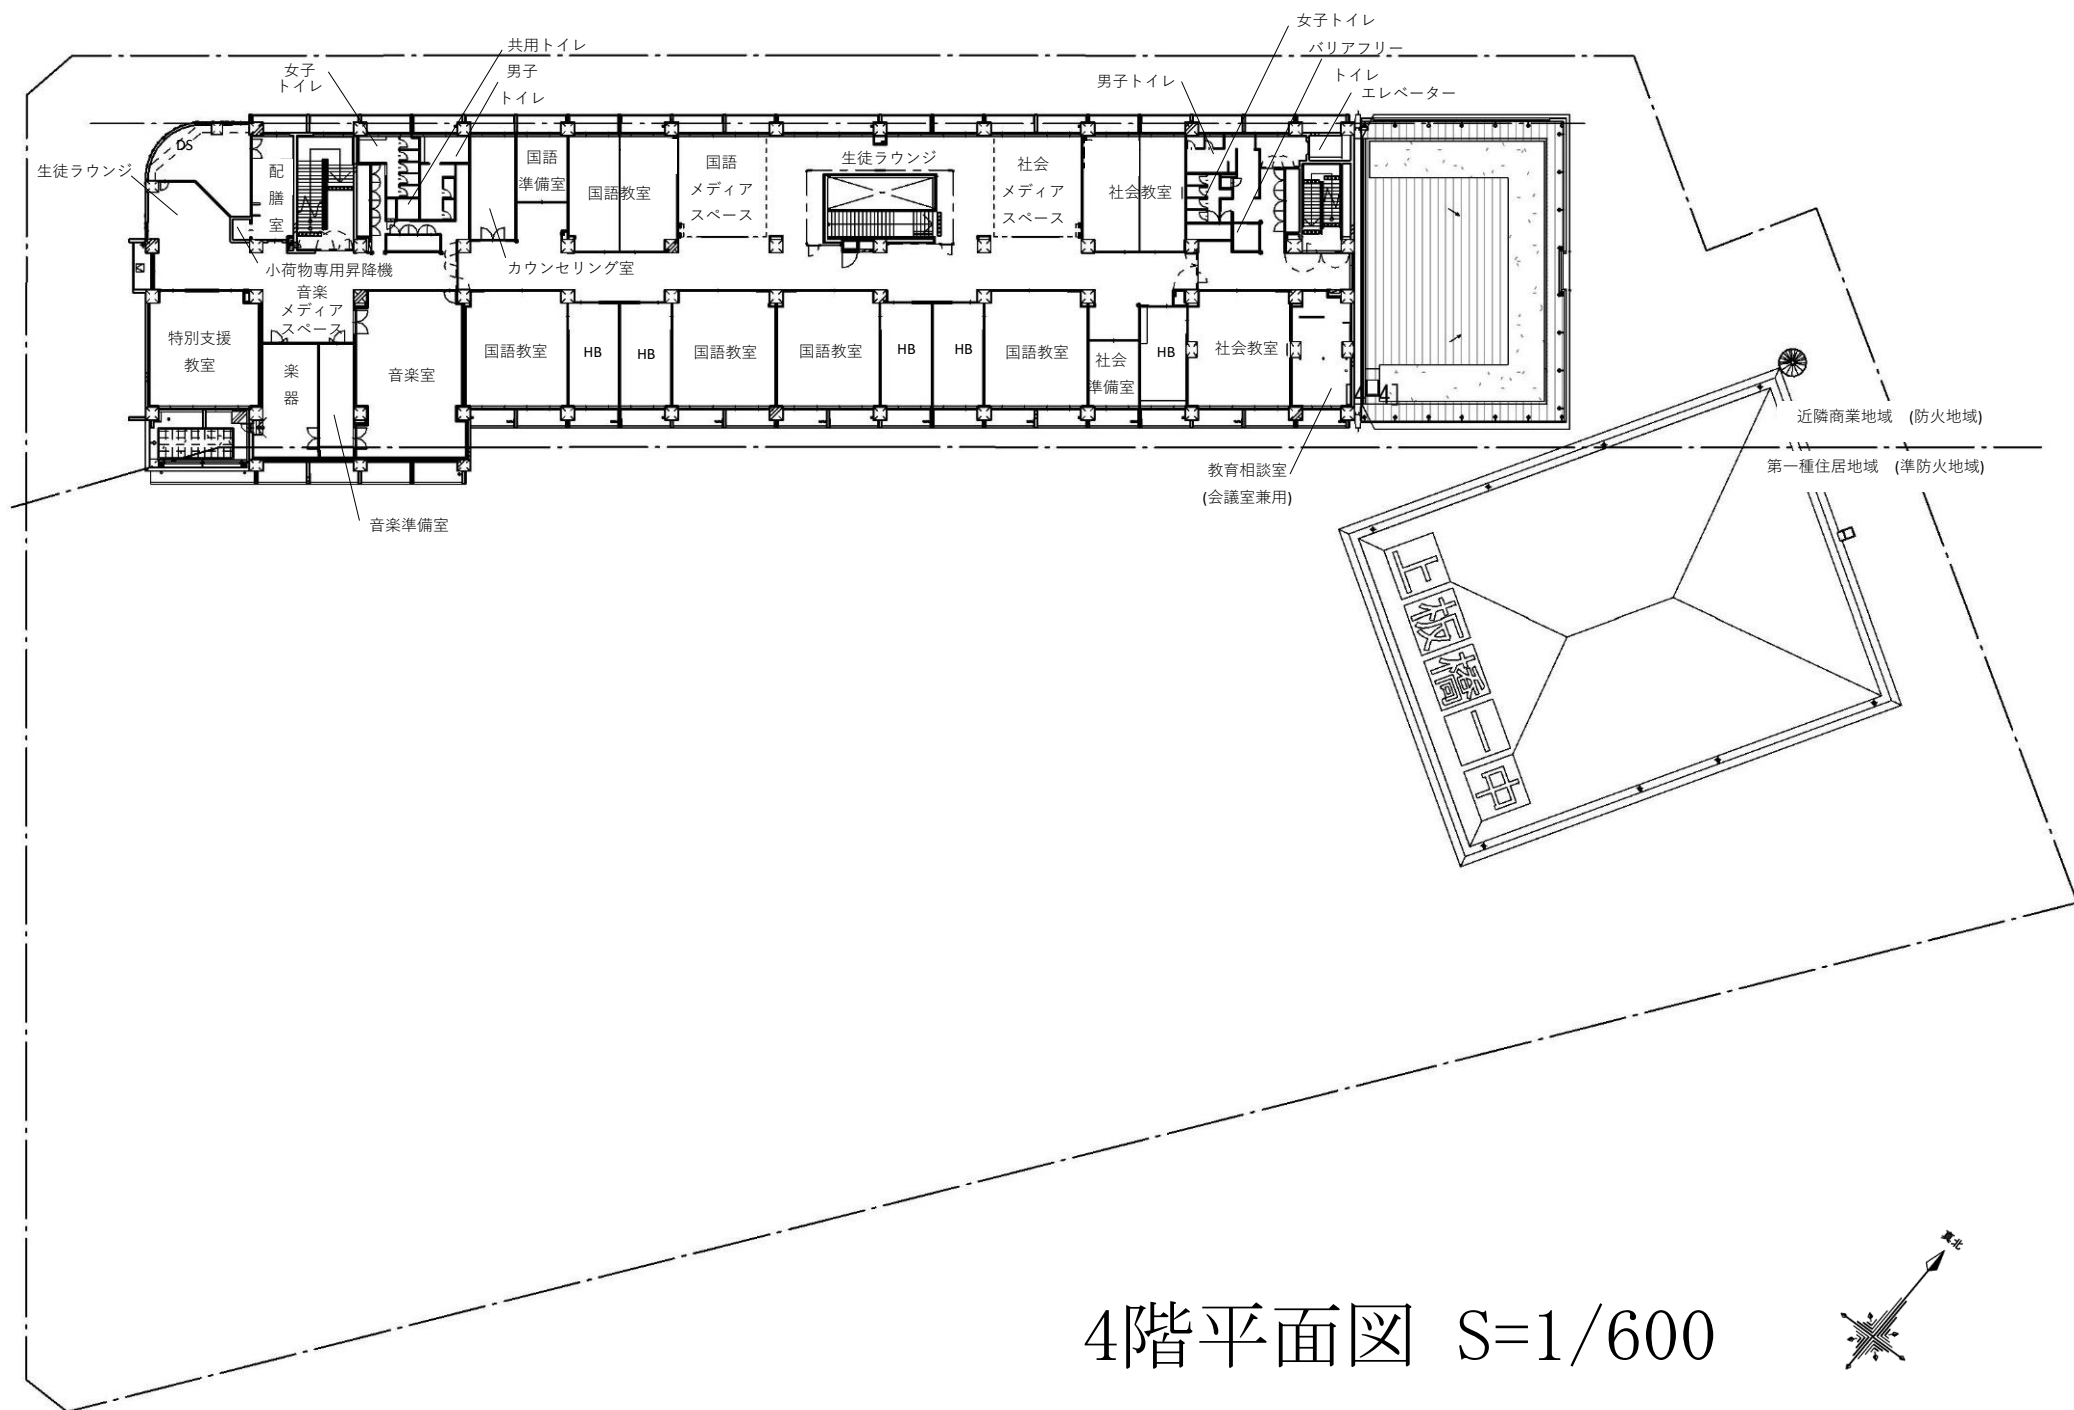 女子トイレ
共用トイレ
バリアフリー
トイレ
女子
トイレ
男子
トイレ
男子トイレ
エレベーター
DS
生徒ラウンジ
配
膳
室
国語
準備室
国語教室
国語
メディア
スペース
生徒ラウンジ
社会
メディア
スペース
社会教室
小荷物専用昇降機
カウンセリング室
音楽
メディア
スペース
特別支援
教室
楽
器
音楽室
国語教室
HB
HB
国語教室
国語教室
HB
HB
国語教室
社会
準備室
HB
社会教室
近隣商業地域 (防火地域)
第一種住居地域 (準防火地域)
教育相談室
(会議室兼用)
音楽準備室
上板橋一中
真北
4階平面図 S=1/600